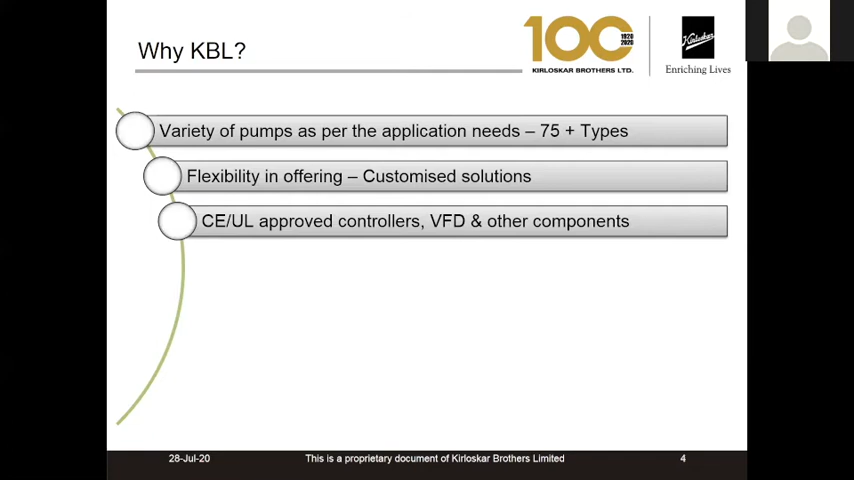 Why KBL?
100
1920
2020
KIRLOSKAR BROTHERS LTD.
Kirloskar
Enriching Lives
Variety of pumps as per the application needs – 75 + Types
Flexibility in offering – Customised solutions
CE/UL approved controllers, VFD & other components
28-Jul-20
This is a proprietary document of Kirloskar Brothers Limited
4